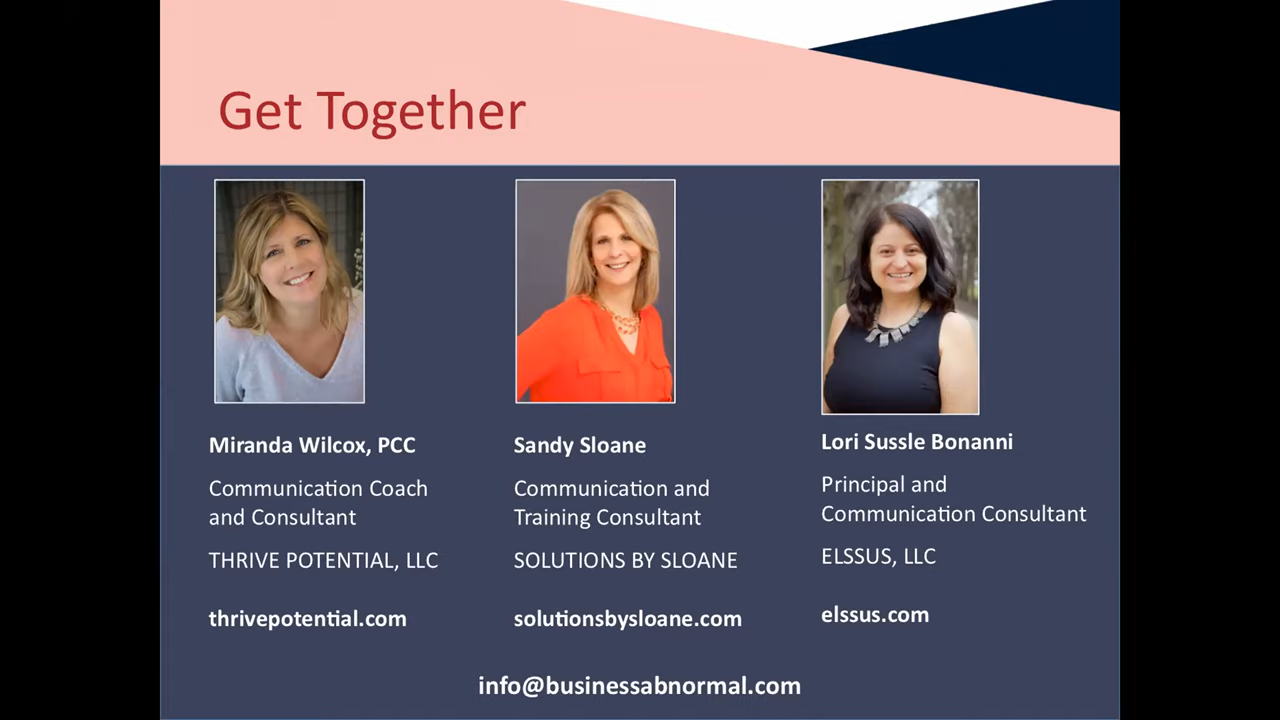 Get Together
Miranda Wilcox, PCC
Communication Coach
and Consultant
THRIVE POTENTIAL, LLC
thrivepotential.com
Sandy Sloane
Communication and
Training Consultant
SOLUTIONS BY SLOANE
solutionsbysloane.com
Lori Sussle Bonanni
Principal and
Communication Consultant
ELSSUS, LLC
elssus.com
info@businessabnormal.com